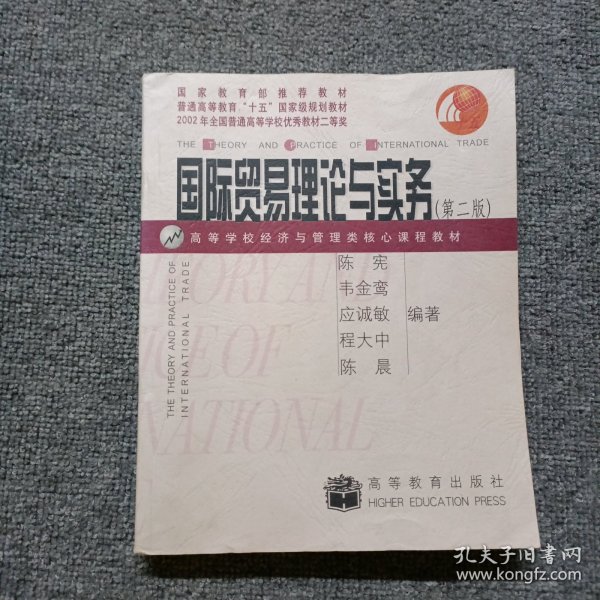 国家教育部推荐教材
普通高等教育“十五”国家级规划教材
2002年全国普通高等学校优秀教材二等奖
THE THEORY AND PRACTICE OF INTERNATIONAL TRADE
国际贸易理论与实务(第二版)
高等学校经济与管理类核心课程教材
陈 宪
韦金鸾
应诚敏
程大中
陈 晨
编著
THE THEORY AND PRACTICE OF
INTERNATIONAL TRADE
ORY AND
ICE OF
NATIONAL
高等教育出版社
HIGHER EDUCATION PRESS
孔夫子旧书网
www.kongfz.com